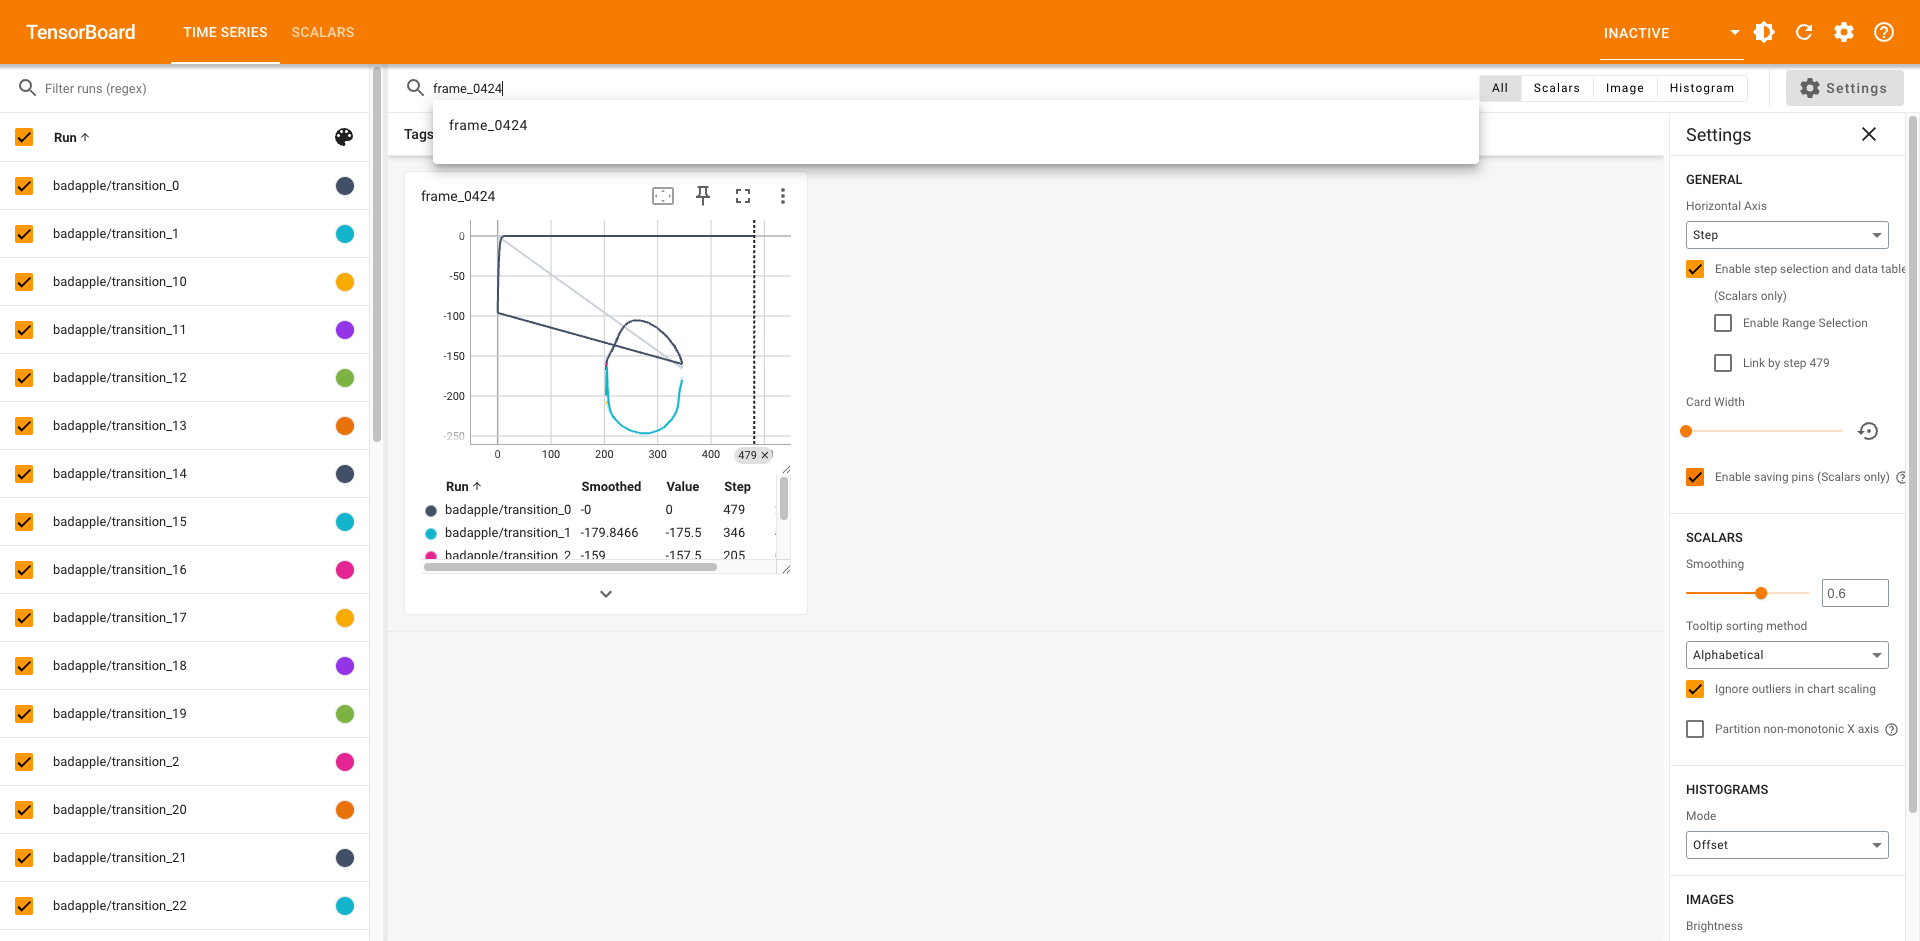 TensorBoard
TIME SERIES
SCALARS
INACTIVE
Filter runs (regex)
Run
badapple/transition_0
badapple/transition_1
badapple/transition_10
badapple/transition_11
badapple/transition_12
badapple/transition_13
badapple/transition_14
badapple/transition_15
badapple/transition_16
badapple/transition_17
badapple/transition_18
badapple/transition_19
badapple/transition_2
badapple/transition_20
badapple/transition_21
badapple/transition_22
frame_0424
All Scalars Image Histogram
Settings
frame_0424
Tags
frame_0424
0
-50
-100
-150
-200
-250
0 100 200 300 400 479
Run Smoothed Value Step
badapple/transition_0 -0 0 479
badapple/transition_1 -179.8466 -175.5 346
badapple/transition_2 -159 -157.5 205
Settings
GENERAL
Horizontal Axis
Step
Enable step selection and data table
(Scalars only)
Enable Range Selection
Link by step 479
Card Width
Enable saving pins (Scalars only)
SCALARS
Smoothing
0.6
Tooltip sorting method
Alphabetical
Ignore outliers in chart scaling
Partition non-monotonic X axis
HISTOGRAMS
Mode
Offset
IMAGES
Brightness